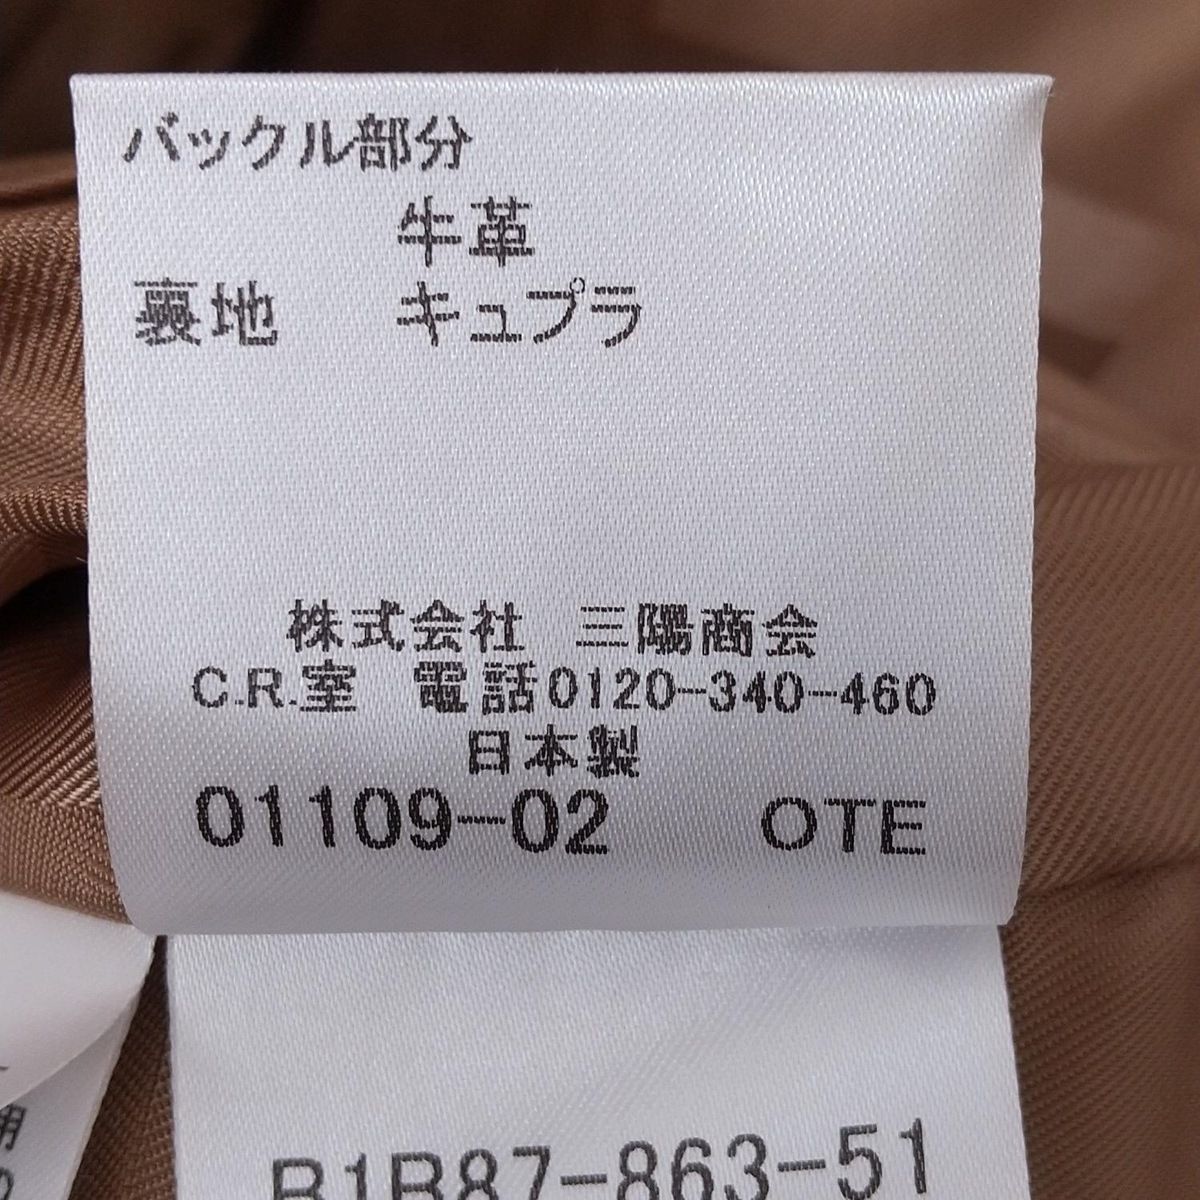 バックル部分
牛革
裏地 キュプラ
株式会社 三陽商会
C.R.室 電話0120-340-460
日本製
01109-02 OTE
B1B87-863-51